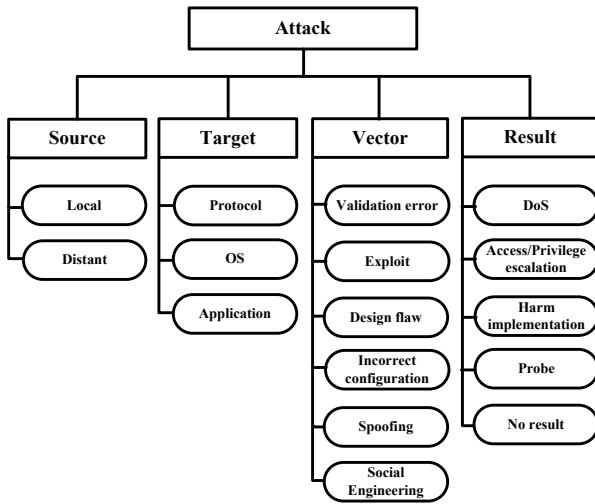 Attack
Source
Local
Distant
Target
Protocol
OS
Application
Vector
Validation error
Exploit
Design flaw
Incorrect
configuration
Spoofing
Social
Engineering
Result
DoS
Access/Privilege
escalation
Harm
implementation
Probe
No result